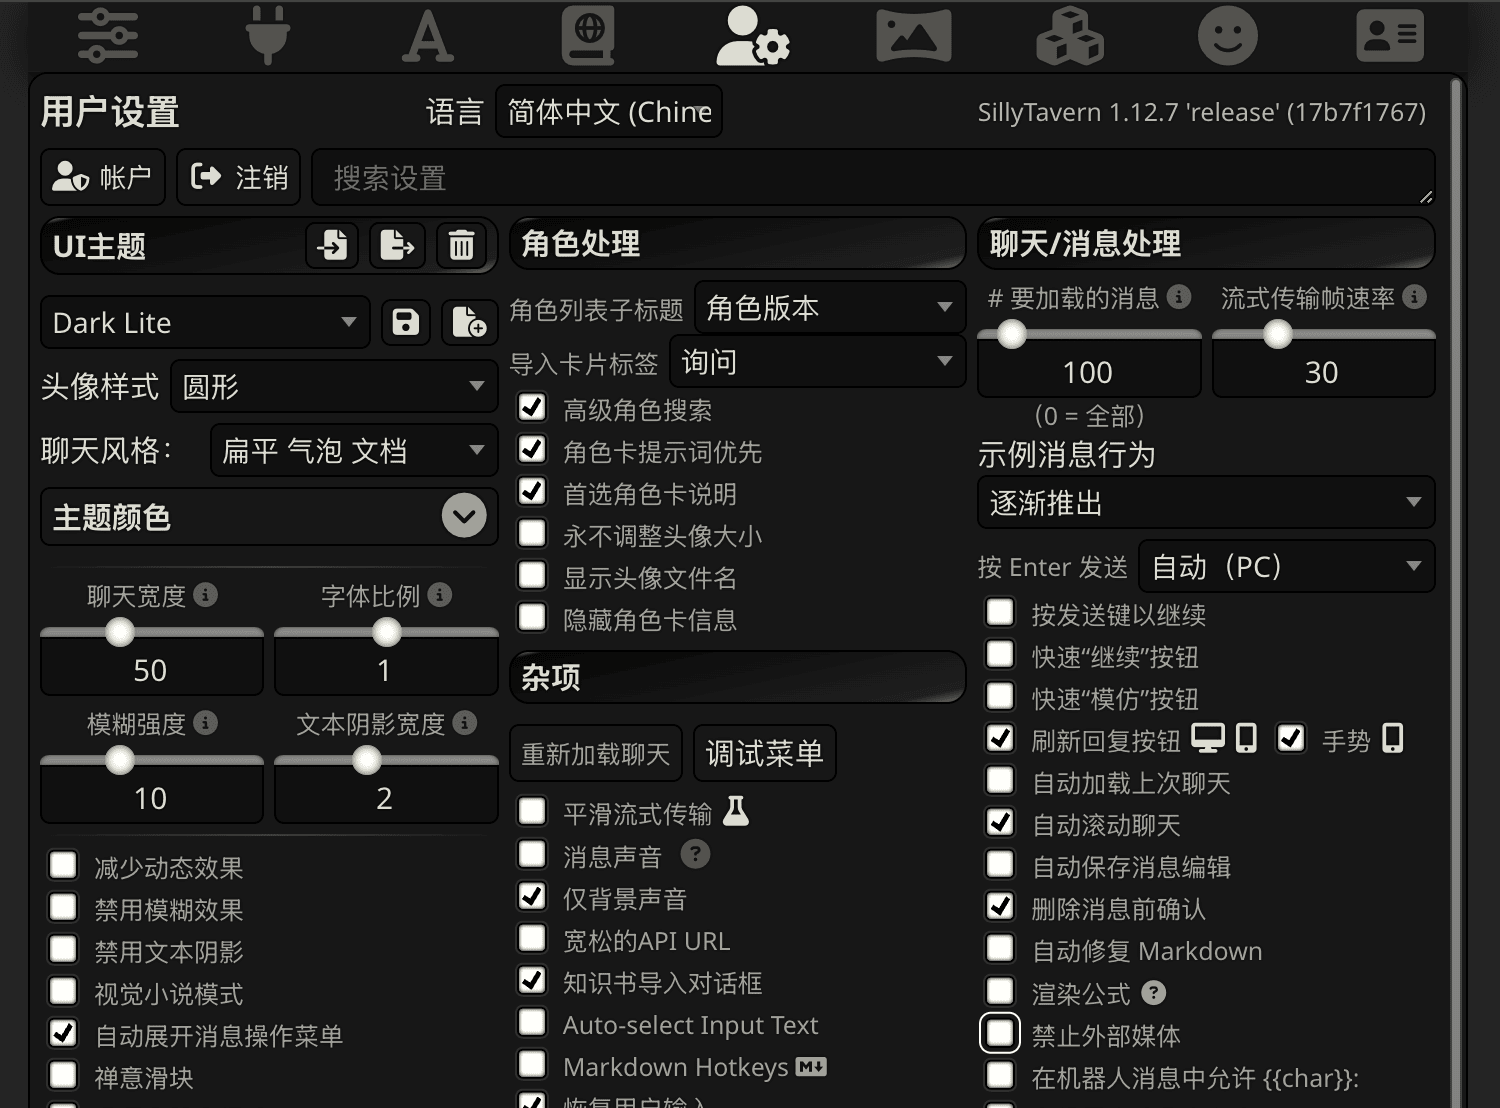 用户设置
语言
简体中文 (Chine
SillyTavern 1.12.7 'release' (17b7f1767)
帐户
注销
搜索设置
UI主题
Dark Lite
头像样式
圆形
聊天风格:
扁平 气泡 文档
主题颜色
聊天宽度
字体比例
50
1
模糊强度
文本阴影宽度
10
2
减少动态效果
禁用模糊效果
禁用文本阴影
视觉小说模式
自动展开消息操作菜单
禅意滑块
角色处理
角色列表子标题
角色版本
导入卡片标签
询问
高级角色搜索
角色卡提示词优先
首选角色卡说明
永不调整头像大小
显示头像文件名
隐藏角色卡信息
杂项
重新加载聊天
调试菜单
平滑流式传输
消息声音
仅背景声音
宽松的API URL
知识书导入对话框
Auto-select Input Text
Markdown Hotkeys
恢复用户输入
聊天/消息处理
# 要加载的消息
流式传输帧速率
100
30
(0 = 全部)
示例消息行为
逐渐推出
按 Enter 发送
自动（PC）
按发送键以继续
快速“继续”按钮
快速“模仿”按钮
刷新回复按钮
手势
自动加载上次聊天
自动滚动聊天
自动保存消息编辑
删除消息前确认
自动修复 Markdown
渲染公式
禁止外部媒体
在机器人消息中允许 {{char}}: